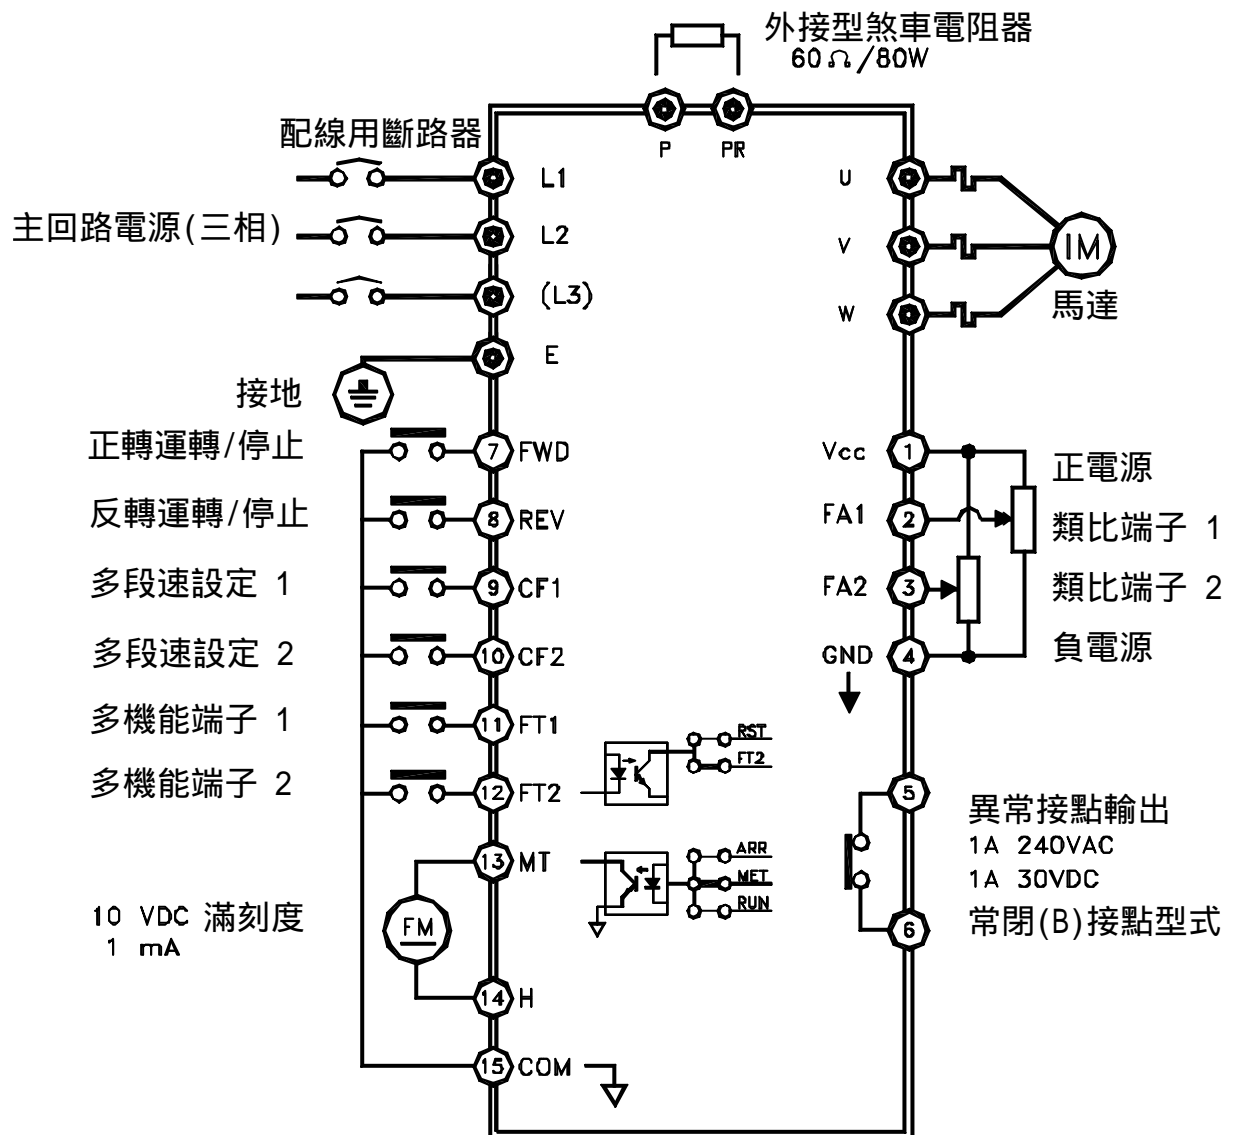 外接型煞車電阻器
60Ω/80W
P PR
配線用斷路器
L1
U
主回路電源(三相)
L2
V
IM
(L3)
W
馬達
E
接地
正轉運轉/停止
7 FWD
Vcc 1
正電源
反轉運轉/停止
8 REV
FA1 2
類比端子 1
多段速設定 1
9 CF1
FA2 3
類比端子 2
多段速設定 2
10 CF2
GND 4
負電源
多機能端子 1
11 FT1
RST
FT2
多機能端子 2
12 FT2
5
異常接點輸出
1A 240VAC
1A 30VDC
常閉(B)接點型式
6
13 MT
ARR
MET
RUN
10 VDC 滿刻度
1 mA
FM
14 H
15 COM